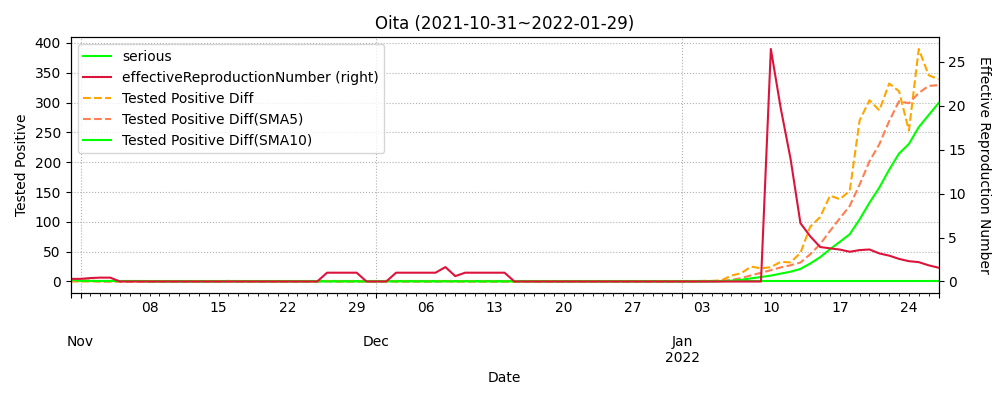 Oita (2021-10-31~2022-01-29)
serious
effectiveReproductionNumber (right)
Tested Positive Diff
Tested Positive Diff(SMA5)
Tested Positive Diff(SMA10)
400
350
300
250
200
150
100
50
0
Tested Positive
25
20
15
10
5
0
Effective Reproduction Number
08 15 22 29 06 13 20 27 03 10 17 24
Nov Dec Jan
2022
Date